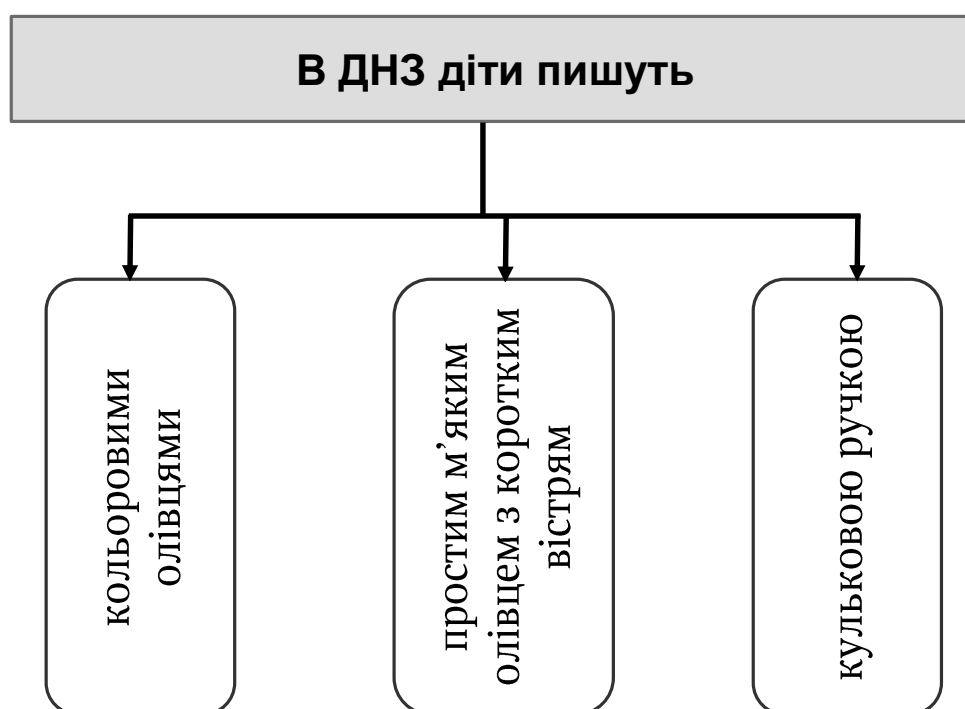 В ДНЗ діти пишуть
кольоровими
олівцями
простим м’яким
олівцем з коротким
вістрям
кульковою ручкою